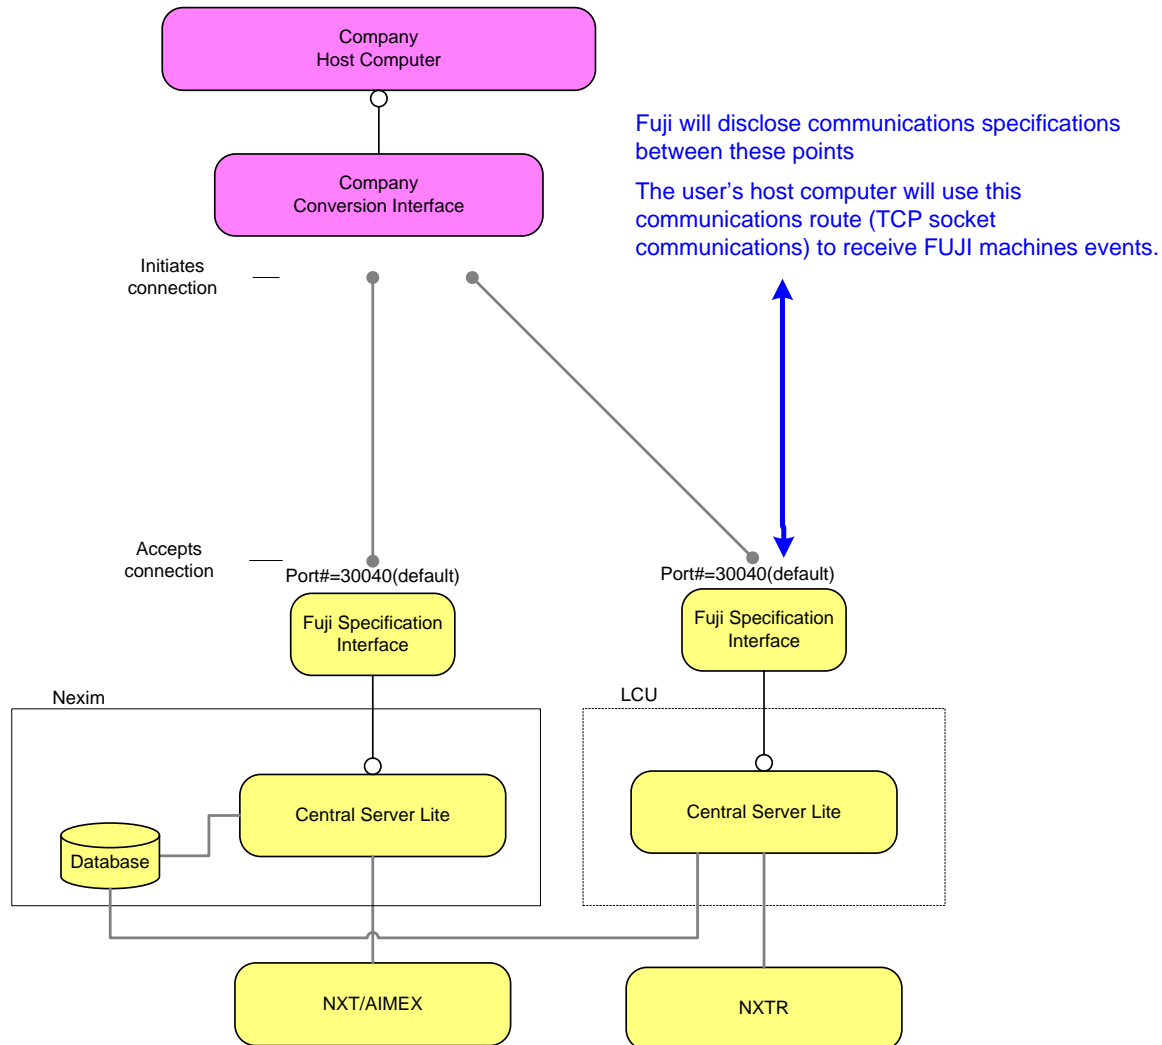 Company
Host Computer
Fuji will disclose communications specifications
between these points
The user's host computer will use this
communications route (TCP socket
communications) to receive FUJI machines events.
Company
Conversion Interface
Initiates
connection
Accepts
connection
Port#=30040(default)
Port#=30040(default)
Fuji Specification
Interface
Fuji Specification
Interface
Nexim
LCU
Central Server Lite
Central Server Lite
Database
NXT/AIMEX
NXTR